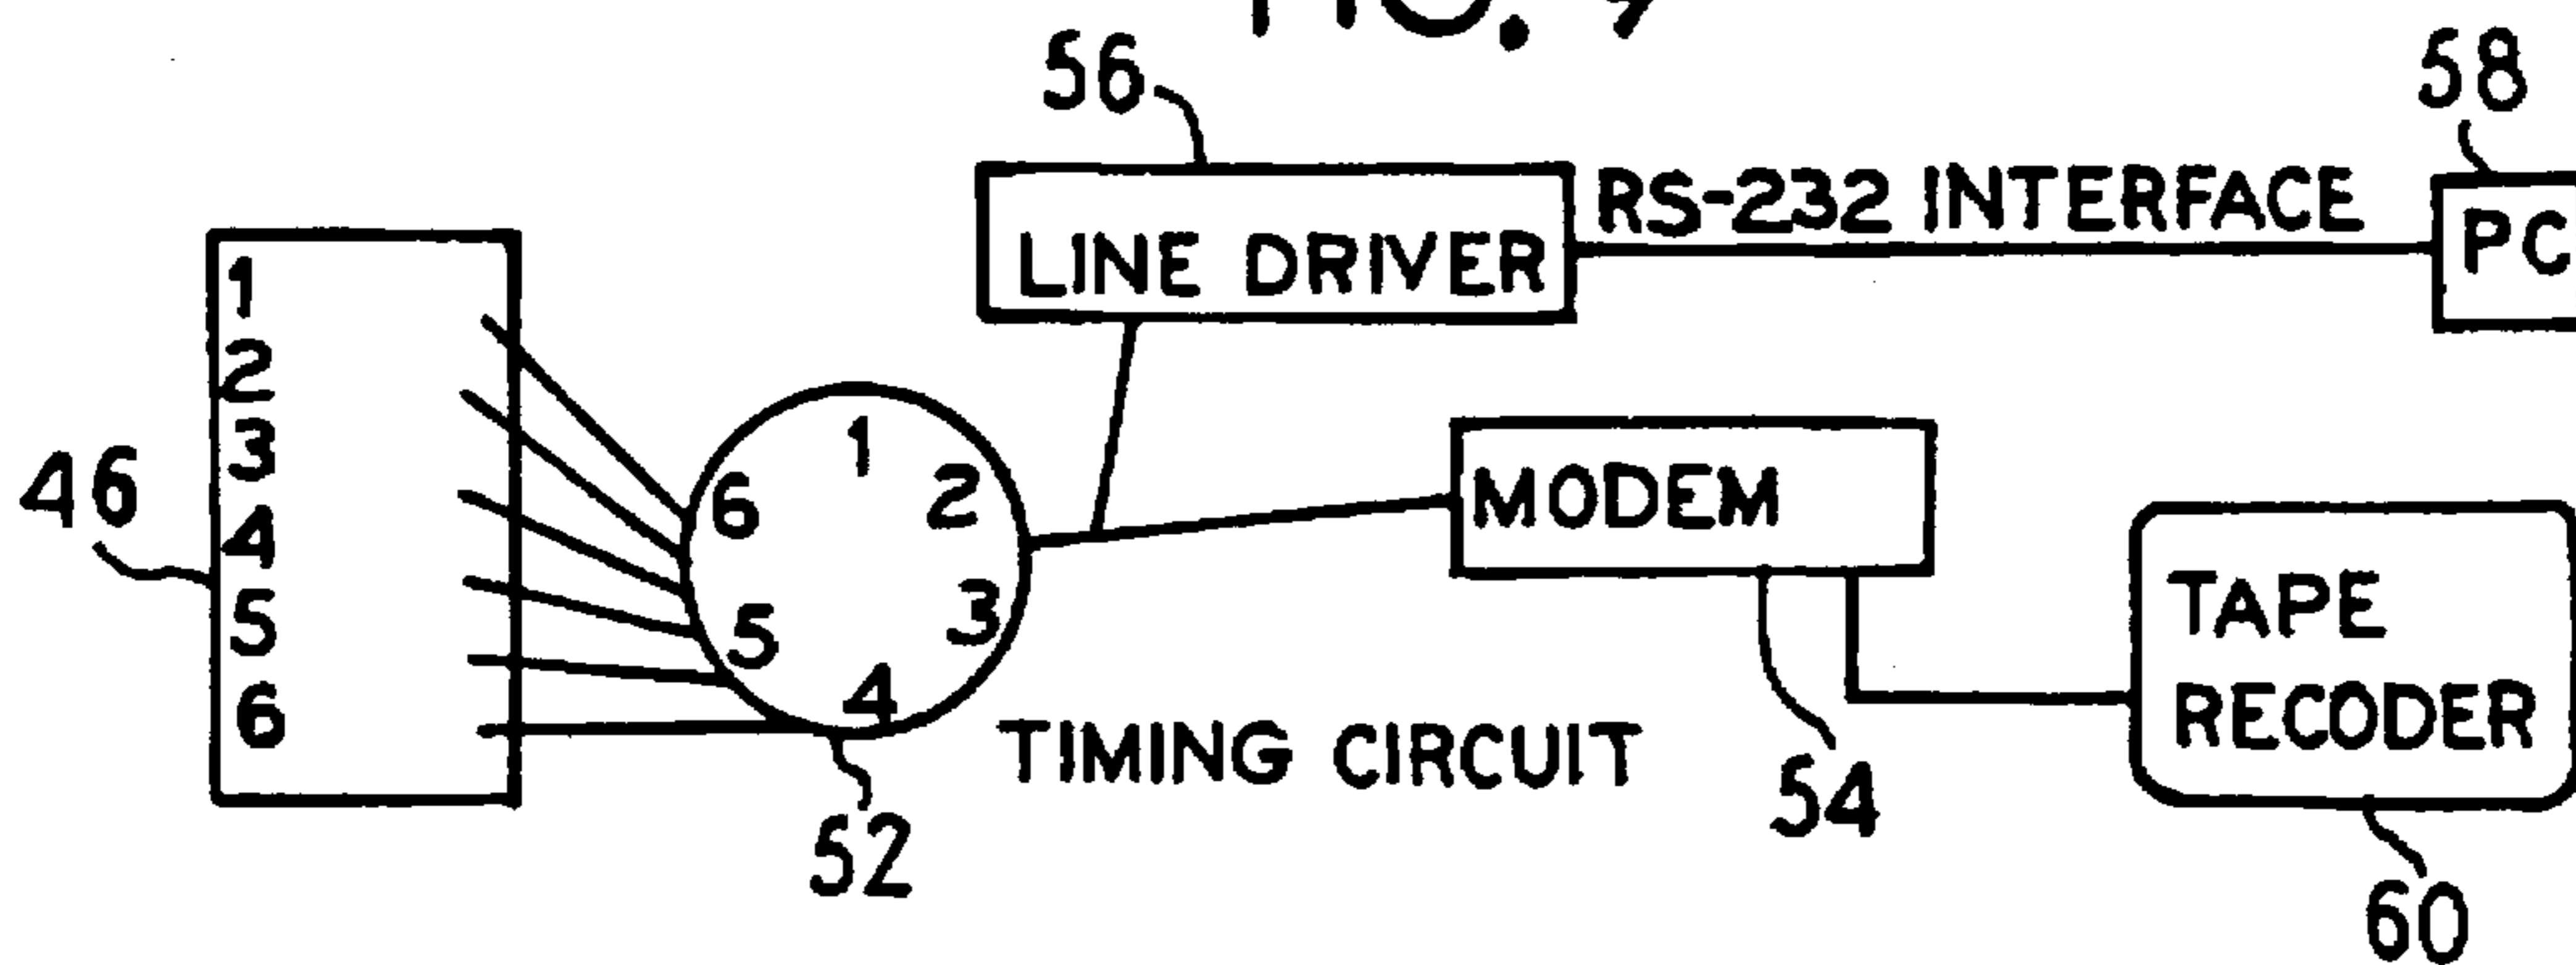 56
58
LINE DRIVER
RS-232 INTERFACE
PC
46
1
2
3
4
5
6
1
2
3
4
5
6
MODEM
TAPE
RECODER
TIMING CIRCUIT
52
54
60